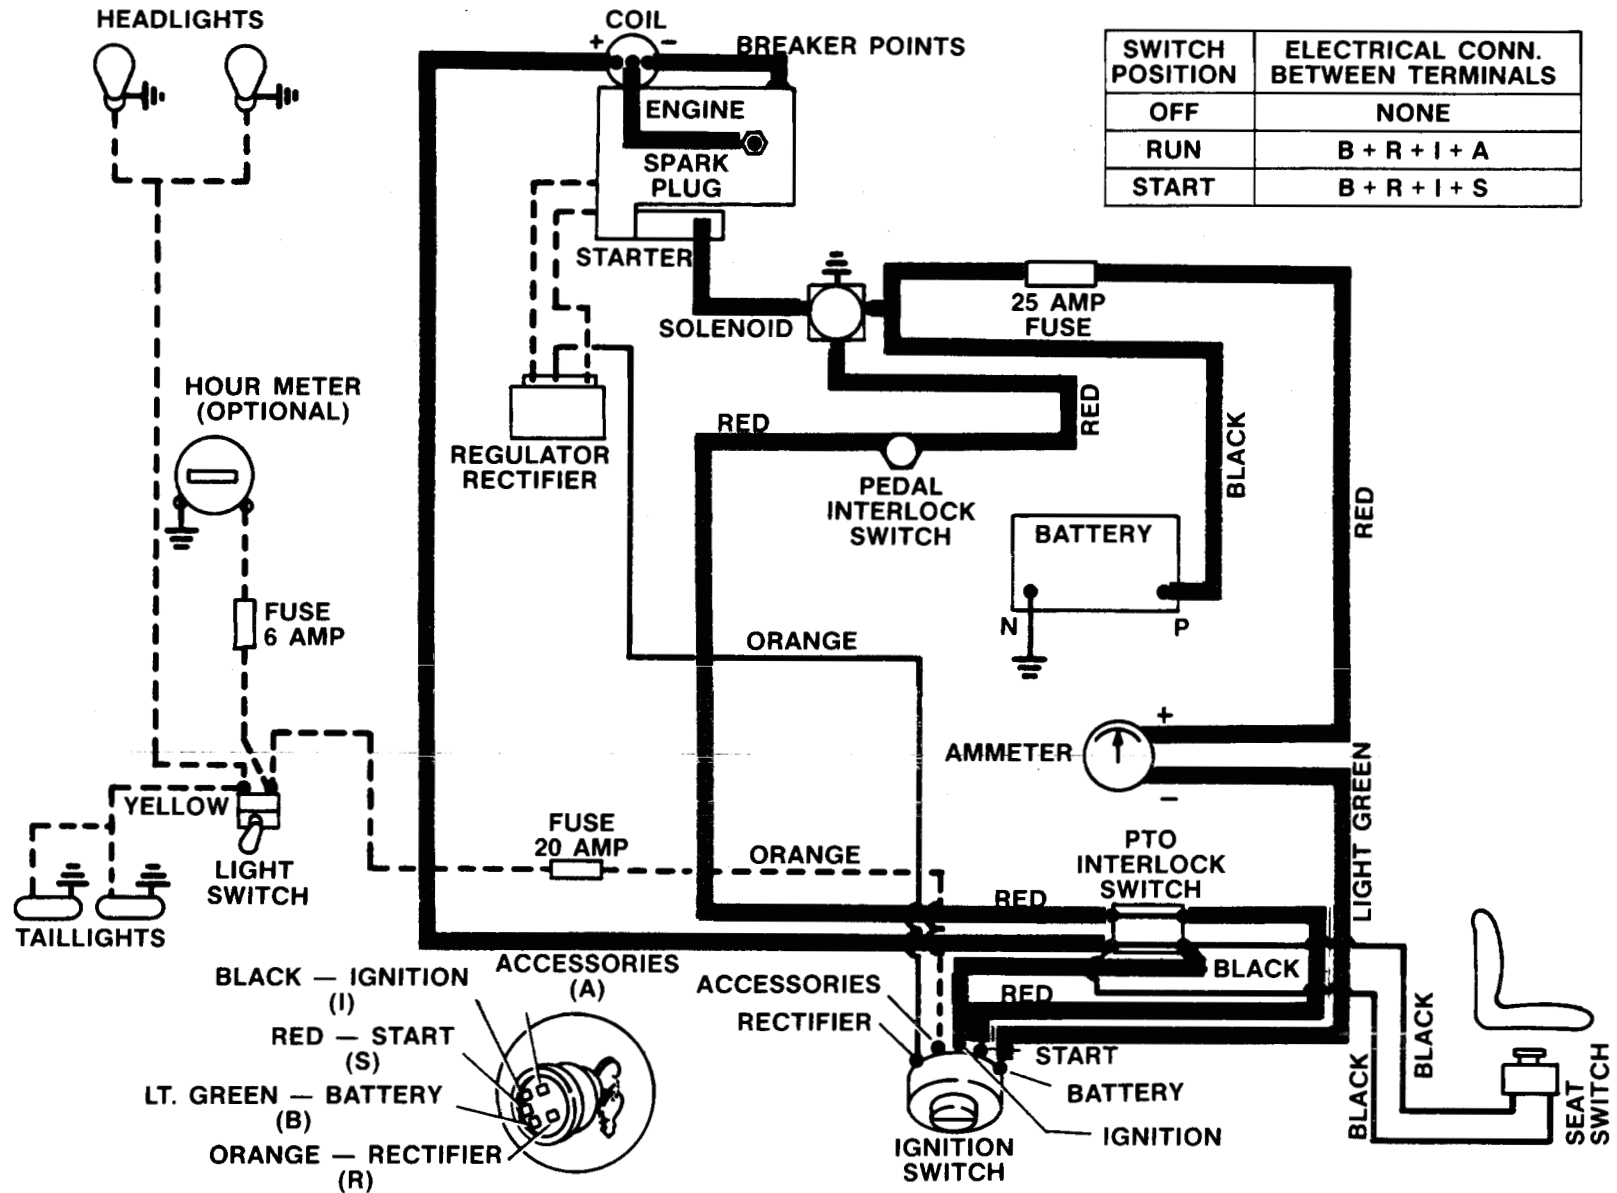 HEADLIGHTS
COIL
+ −
BREAKER POINTS
ENGINE
SPARK
PLUG
STARTER
SOLENOID
SWITCH
POSITION
ELECTRICAL CONN.
BETWEEN TERMINALS
OFF NONE
RUN B + R + I + A
START B + R + I + S
25 AMP
FUSE
HOUR METER
(OPTIONAL)
REGULATOR
RECTIFIER
RED
RED
PEDAL
INTERLOCK
SWITCH
BLACK
RED
BATTERY
N P
FUSE
6 AMP
ORANGE
AMMETER
+
−
LIGHT GREEN
YELLOW
LIGHT
SWITCH
TAILLIGHTS
FUSE
20 AMP
ORANGE
PTO
INTERLOCK
SWITCH
RED
BLACK
RED
BLACK — IGNITION
(I)
ACCESSORIES
(A)
RED — START
(S)
LT. GREEN — BATTERY
(B)
ORANGE — RECTIFIER
(R)
ACCESSORIES
RECTIFIER
START
BATTERY
IGNITION
IGNITION
SWITCH
BLACK
BLACK
SEAT
SWITCH